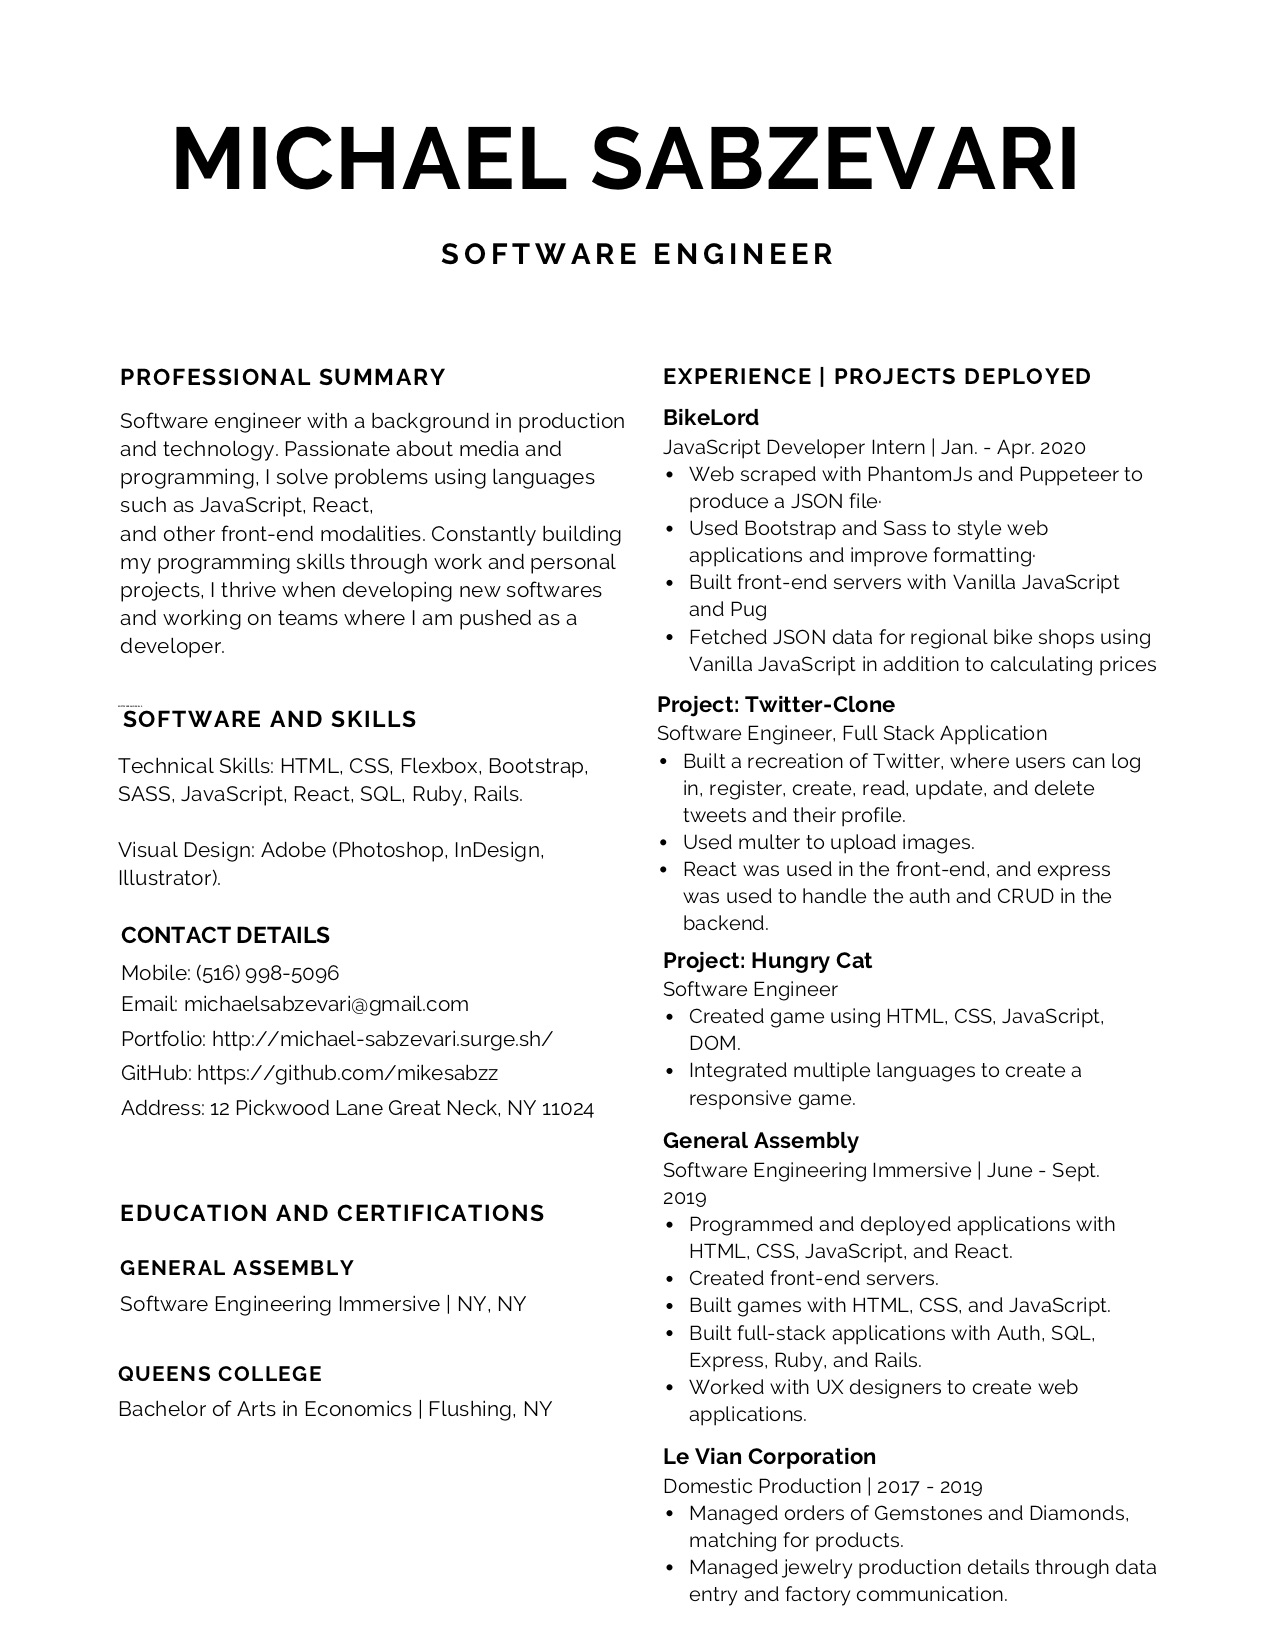 MICHAEL SABZEVARI
SOFTWARE ENGINEER
PROFESSIONAL SUMMARY
Software engineer with a background in production
and technology. Passionate about media and
programming, I solve problems using languages
such as JavaScript, React,
and other front-end modalities. Constantly building
my programming skills through work and personal
projects, I thrive when developing new softwares
and working on teams where I am pushed as a
developer.
SOFTWARE AND SKILLS
Technical Skills: HTML, CSS, Flexbox, Bootstrap,
SASS, JavaScript, React, SQL, Ruby, Rails.
Visual Design: Adobe (Photoshop, InDesign,
Illustrator).
CONTACT DETAILS
Mobile: (516) 998-5096
Email: michaelsabzevari@gmail.com
Portfolio: http://michael-sabzevari.surge.sh/
GitHub: https://github.com/mikesabzz
Address: 12 Pickwood Lane Great Neck, NY 11024
EDUCATION AND CERTIFICATIONS
GENERAL ASSEMBLY
Software Engineering Immersive | NY, NY
QUEENS COLLEGE
Bachelor of Arts in Economics | Flushing, NY
EXPERIENCE | PROJECTS DEPLOYED
BikeLord
JavaScript Developer Intern | Jan. - Apr. 2020
• Web scraped with PhantomJs and Puppeteer to
produce a JSON file·
• Used Bootstrap and Sass to style web
applications and improve formatting·
• Built front-end servers with Vanilla JavaScript
and Pug
• Fetched JSON data for regional bike shops using
Vanilla JavaScript in addition to calculating prices
Project: Twitter-Clone
Software Engineer, Full Stack Application
• Built a recreation of Twitter, where users can log
in, register, create, read, update, and delete
tweets and their profile.
• Used multer to upload images.
• React was used in the front-end, and express
was used to handle the auth and CRUD in the
backend.
Project: Hungry Cat
Software Engineer
• Created game using HTML, CSS, JavaScript,
DOM.
• Integrated multiple languages to create a
responsive game.
General Assembly
Software Engineering Immersive | June - Sept.
2019
• Programmed and deployed applications with
HTML, CSS, JavaScript, and React.
• Created front-end servers.
• Built games with HTML, CSS, and JavaScript.
• Built full-stack applications with Auth, SQL,
Express, Ruby, and Rails.
• Worked with UX designers to create web
applications.
Le Vian Corporation
Domestic Production | 2017 - 2019
• Managed orders of Gemstones and Diamonds,
matching for products.
• Managed jewelry production details through data
entry and factory communication.